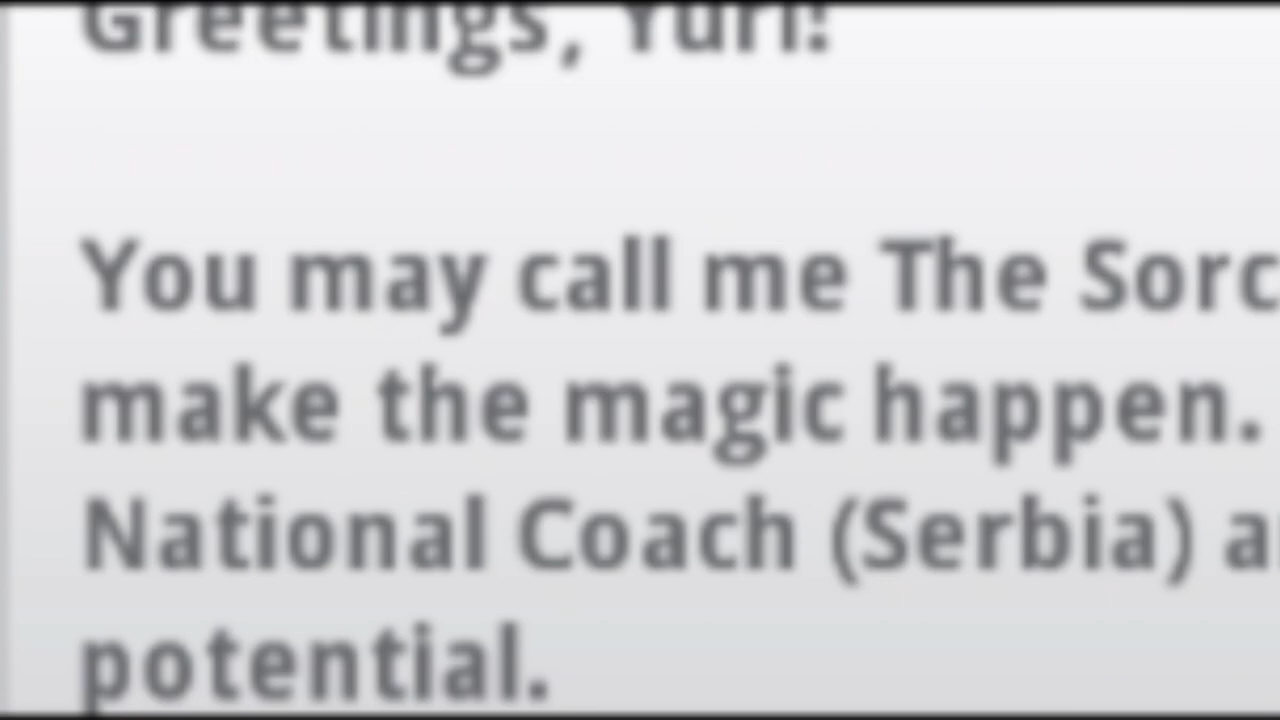 Greetings, Yuri!
You may call me The Sorc
make the magic happen.
National Coach (Serbia) a
potential.